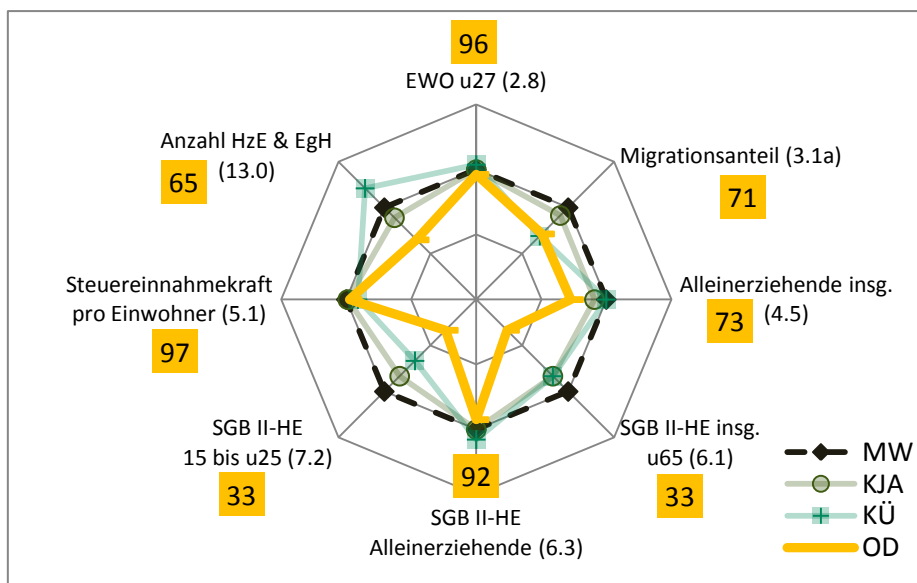 96
EWO u27 (2.8)
Anzahl HzE & EgH
(13.0)
65
Migrationsanteil (3.1a)
71
Steuereinnahmekraft
pro Einwohner (5.1)
97
Alleinerziehende insg.
(4.5)
73
SGB II-HE
15 bis u25 (7.2)
33
92
SGB II-HE
Alleinerziehende (6.3)
SGB II-HE insg.
u65 (6.1)
33
MW
KJA
KÜ
OD